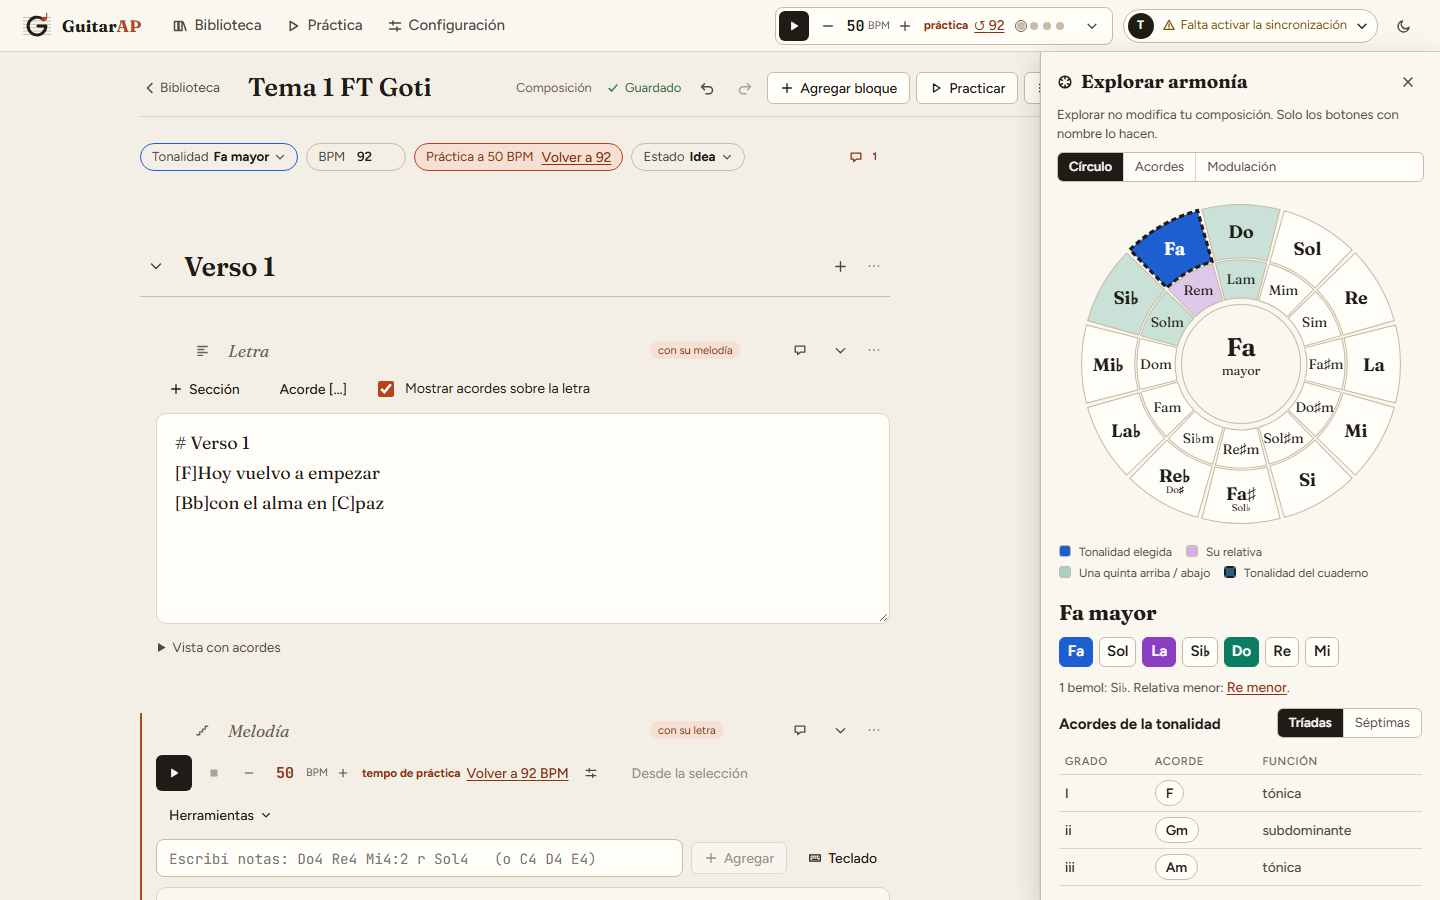 GuitarAP
Biblioteca
Práctica
Configuración
50 BPM
práctica 92
T
Falta activar la sincronización
Biblioteca
Tema 1 FT Goti
Composición
Guardado
Agregar bloque
Practicar
Tonalidad Fa mayor
BPM 92
Práctica a 50 BPM Volver a 92
Estado Idea
1
Verso 1
Letra
con su melodía
Sección
Acorde [...]
Mostrar acordes sobre la letra
# Verso 1
[F]Hoy vuelvo a empezar
[Bb]con el alma en [C]paz
Vista con acordes
Melodía
con su letra
50 BPM
tempo de práctica Volver a 92 BPM
Desde la selección
Herramientas
Escribí notas: Do4 Re4 Mi4:2 r Sol4 (o C4 D4 E4)
Agregar
Teclado
Explorar armonía
Explorar no modifica tu composición. Solo los botones con
nombre lo hacen.
Círculo
Acordes
Modulación
Do
Sol
Re
La
Mi
Si
Fa♯
Sol♭
Re♭
Do♯
La♭
Mi♭
Si♭
Fa
Lam
Mim
Sim
Fa♯m
Do♯m
Sol♯m
Re♯m
Si♭m
Fam
Dom
Solm
Rem
Fa
mayor
Tonalidad elegida
Su relativa
Una quinta arriba / abajo
Tonalidad del cuaderno
Fa mayor
Fa Sol La Si♭ Do Re Mi
1 bemol: Si♭. Relativa menor: Re menor.
Acordes de la tonalidad
Tríadas
Séptimas
GRADO ACORDE FUNCIÓN
I F tónica
ii Gm subdominante
iii Am tónica